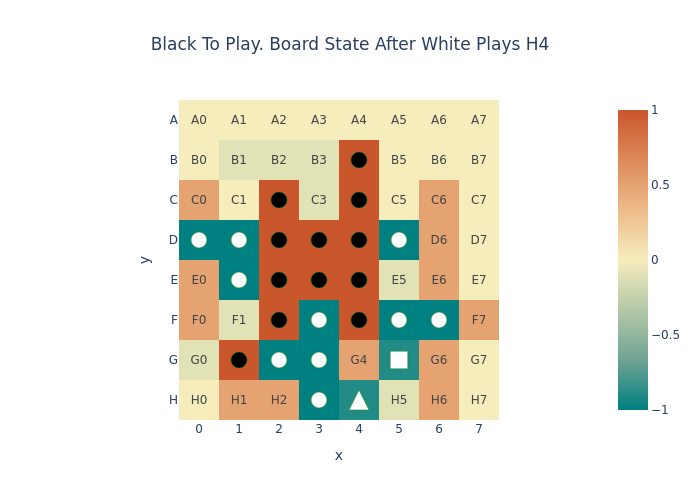 Black To Play. Board State After White Plays H4
A A0 A1 A2 A3 A4 A5 A6 A7
B B0 B1 B2 B3 B5 B6 B7
C C0 C1 C3 C5 C6 C7
D D6 D7
E E0 E5 E6 E7
F F0 F1 F7
G G0 G4 G6 G7
H H0 H1 H2 H5 H6 H7
0 1 2 3 4 5 6 7
x
y
1
0.5
0
−0.5
−1